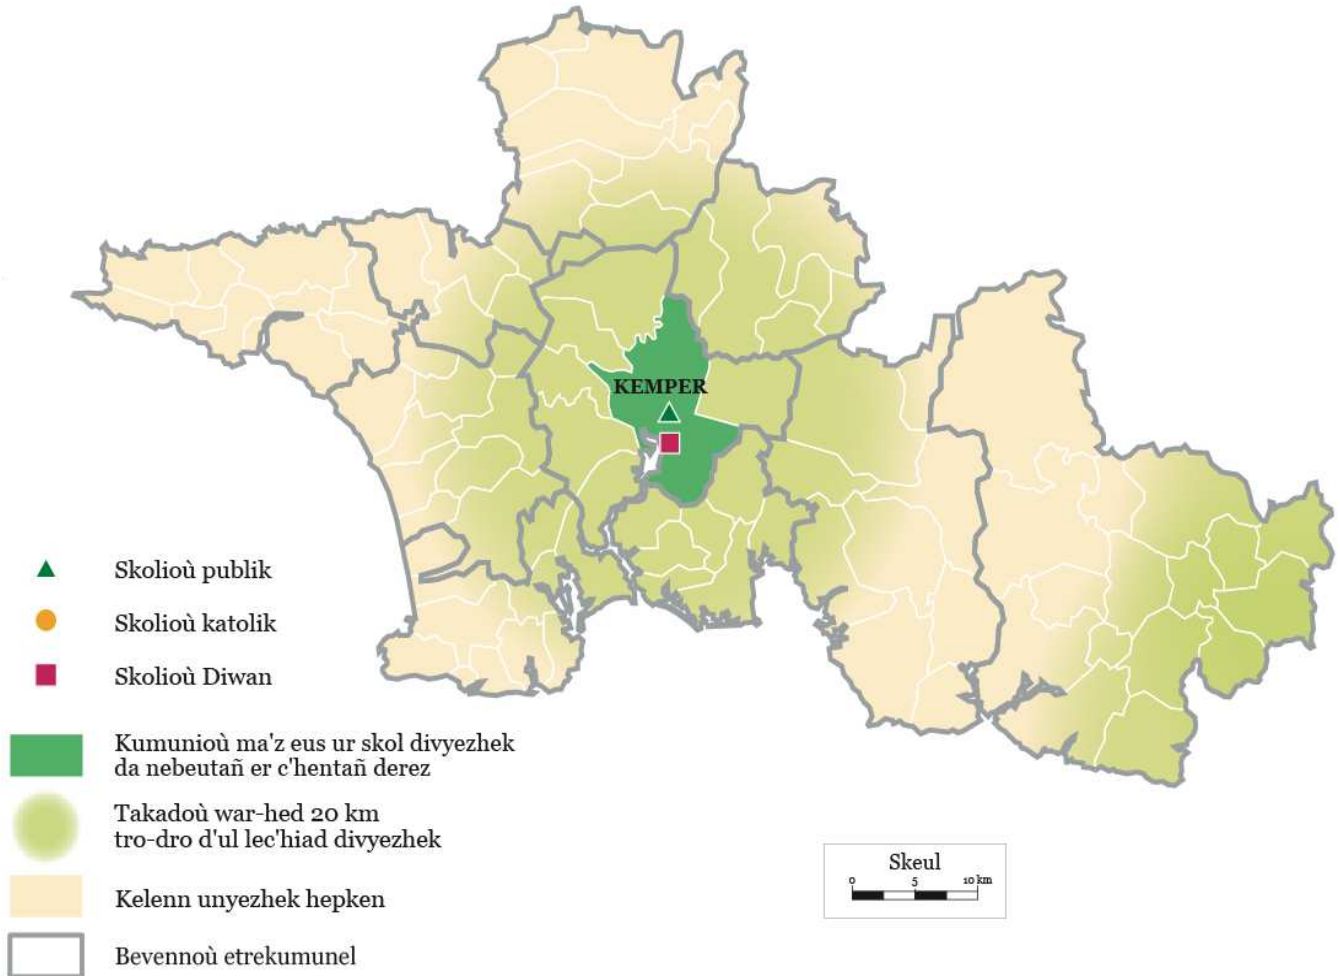 KEMPER
Skolioù publik
Skolioù katolik
Skolioù Diwan
Kumunioù ma'z eus ur skol divyezhek
da nebeutañ er c'hentañ derez
Takadoù war-hed 20 km
tro-dro d'ul lec'hiad divyezhek
Kelenn unyezhek hepken
Bevennoù etrekumunel
Skeul
0 5 10 km